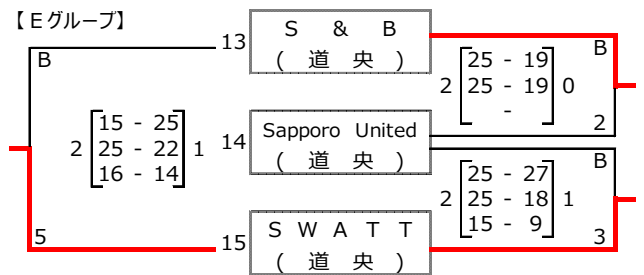 【Eグループ】
13 S & B
( 道 央 )
B
B
25 - 19
2 25 - 19 0
-
2
14 Sapporo United
( 道 央 )
15 - 25
2 25 - 22 1
16 - 14
B
25 - 27
2 25 - 18 1
15 - 9
3
5
15 S W A T T
( 道 央 )